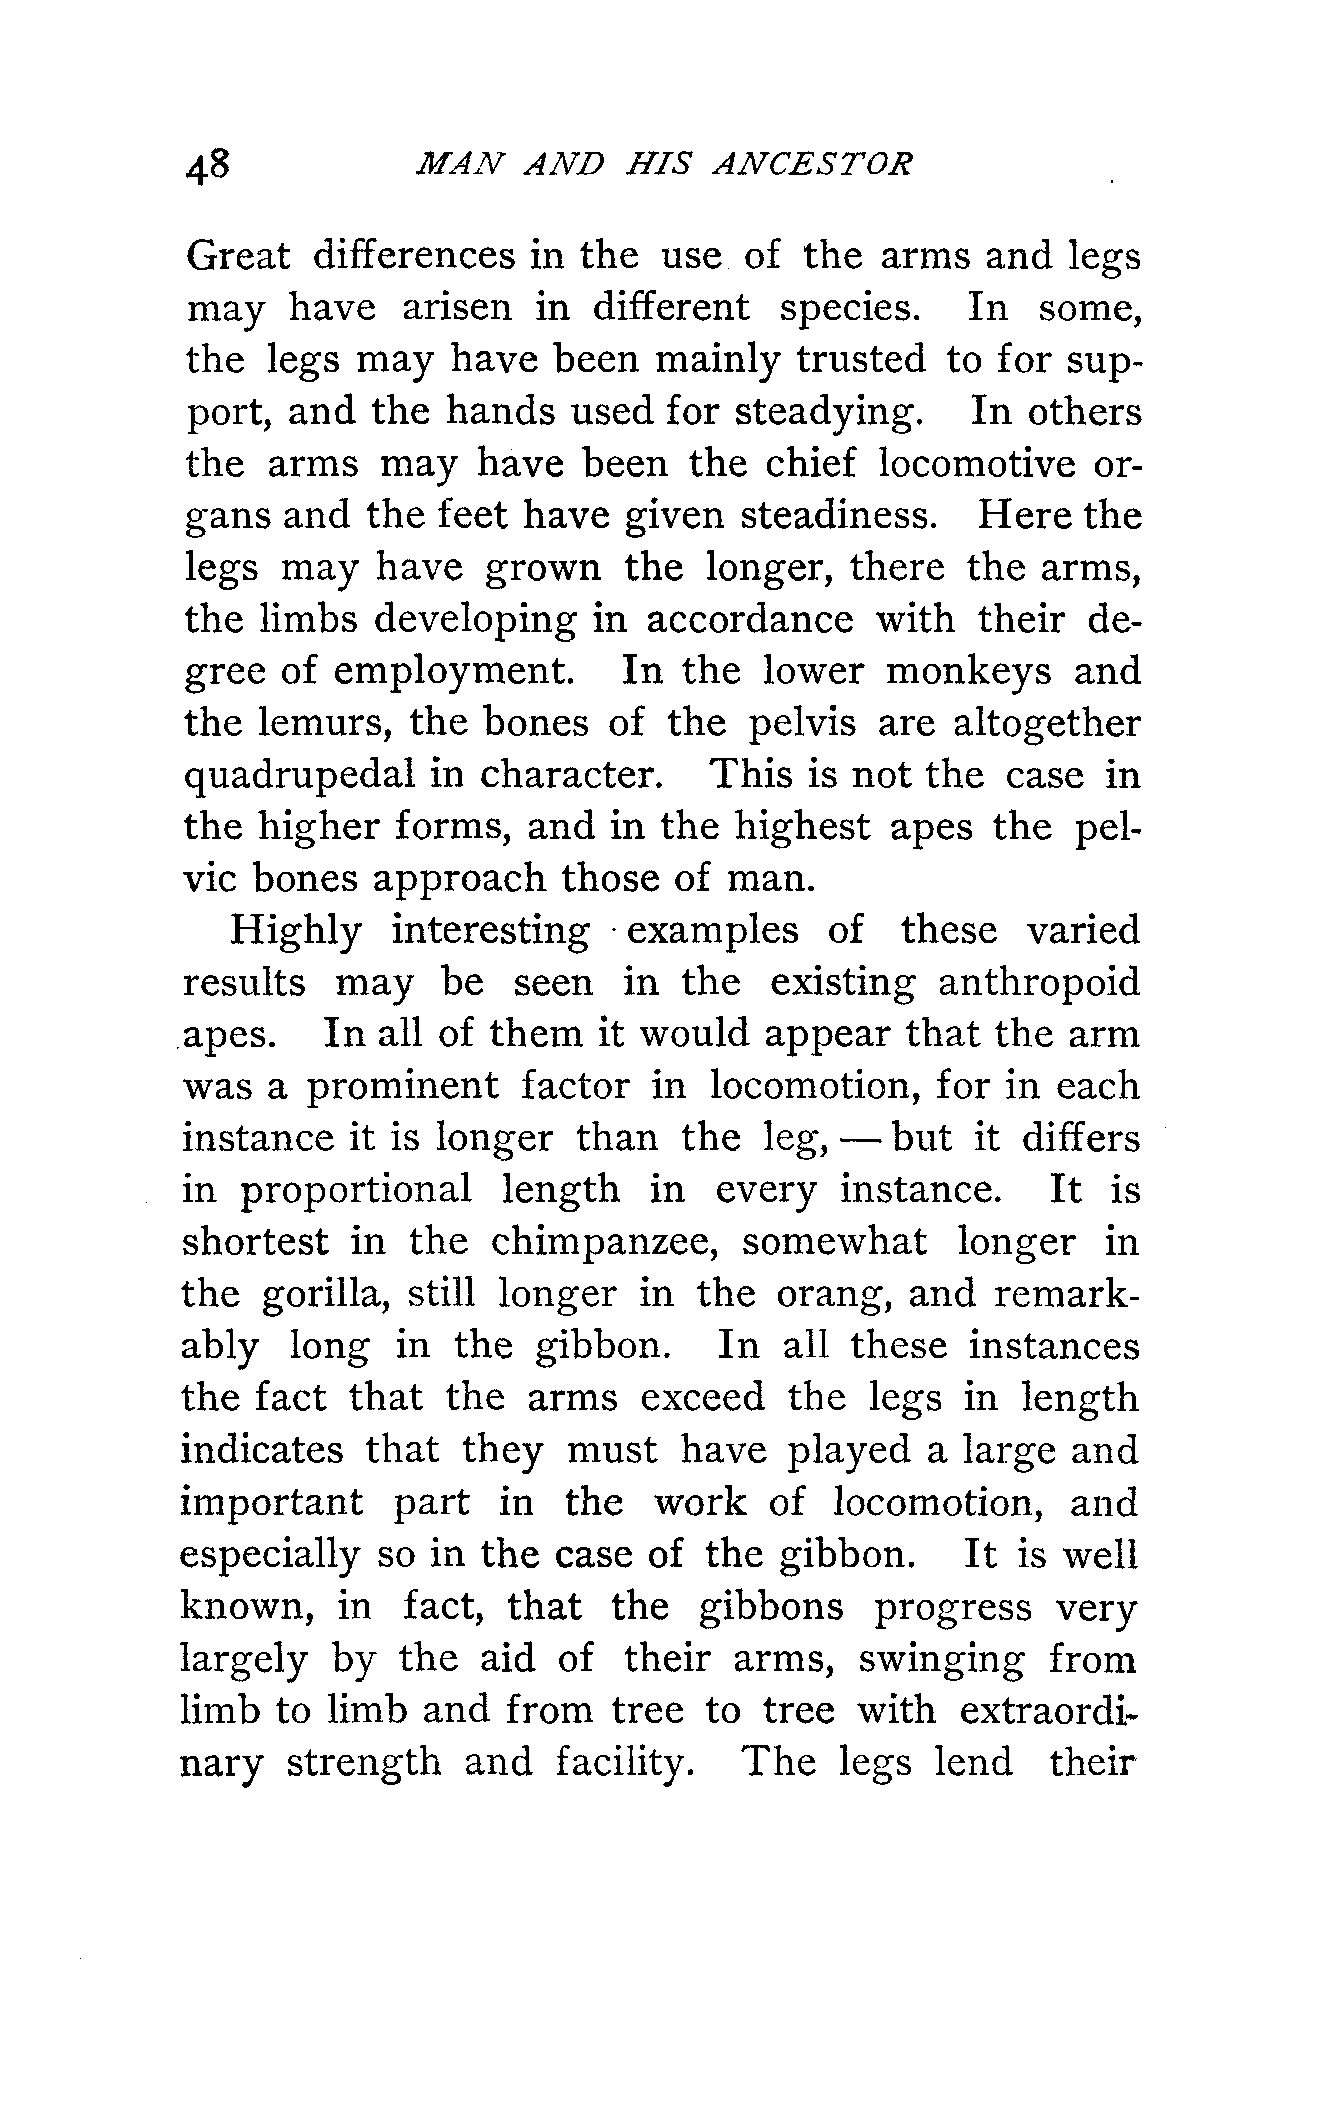 48 MAN AND HIS ANCESTOR
Great differences in the use of the arms and legs
may have arisen in different species. In some,
the legs may have been mainly trusted to for sup-
port, and the hands used for steadying. In others
the arms may have been the chief locomotive or-
gans and the feet have given steadiness. Here the
legs may have grown the longer, there the arms,
the limbs developing in accordance with their de-
gree of employment. In the lower monkeys and
the lemurs, the bones of the pelvis are altogether
quadrupedal in character. This is not the case in
the higher forms, and in the highest apes the pel-
vic bones approach those of man.
Highly interesting examples of these varied
results may be seen in the existing anthropoid
apes. In all of them it would appear that the arm
was a prominent factor in locomotion, for in each
instance it is longer than the leg, — but it differs
in proportional length in every instance. It is
shortest in the chimpanzee, somewhat longer in
the gorilla, still longer in the orang, and remark-
ably long in the gibbon. In all these instances
the fact that the arms exceed the legs in length
indicates that they must have played a large and
important part in the work of locomotion, and
especially so in the case of the gibbon. It is well
known, in fact, that the gibbons progress very
largely by the aid of their arms, swinging from
limb to limb and from tree to tree with extraordi-
nary strength and facility. The legs lend their